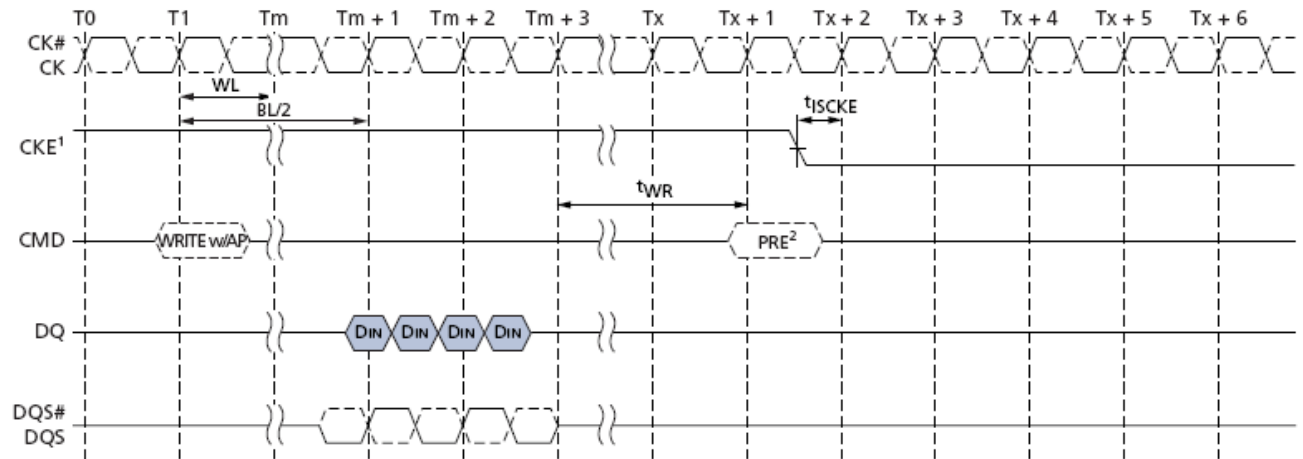 T0 T1 Tm Tm + 1 Tm + 2 Tm + 3 Tx Tx + 1 Tx + 2 Tx + 3 Tx + 4 Tx + 5 Tx + 6
CK#
CK
WL
BL/2
tISCKE
CKE1
tWR
CMD WRITE w/AP PRE2
DQ DIN DIN DIN DIN
DQS#
DQS